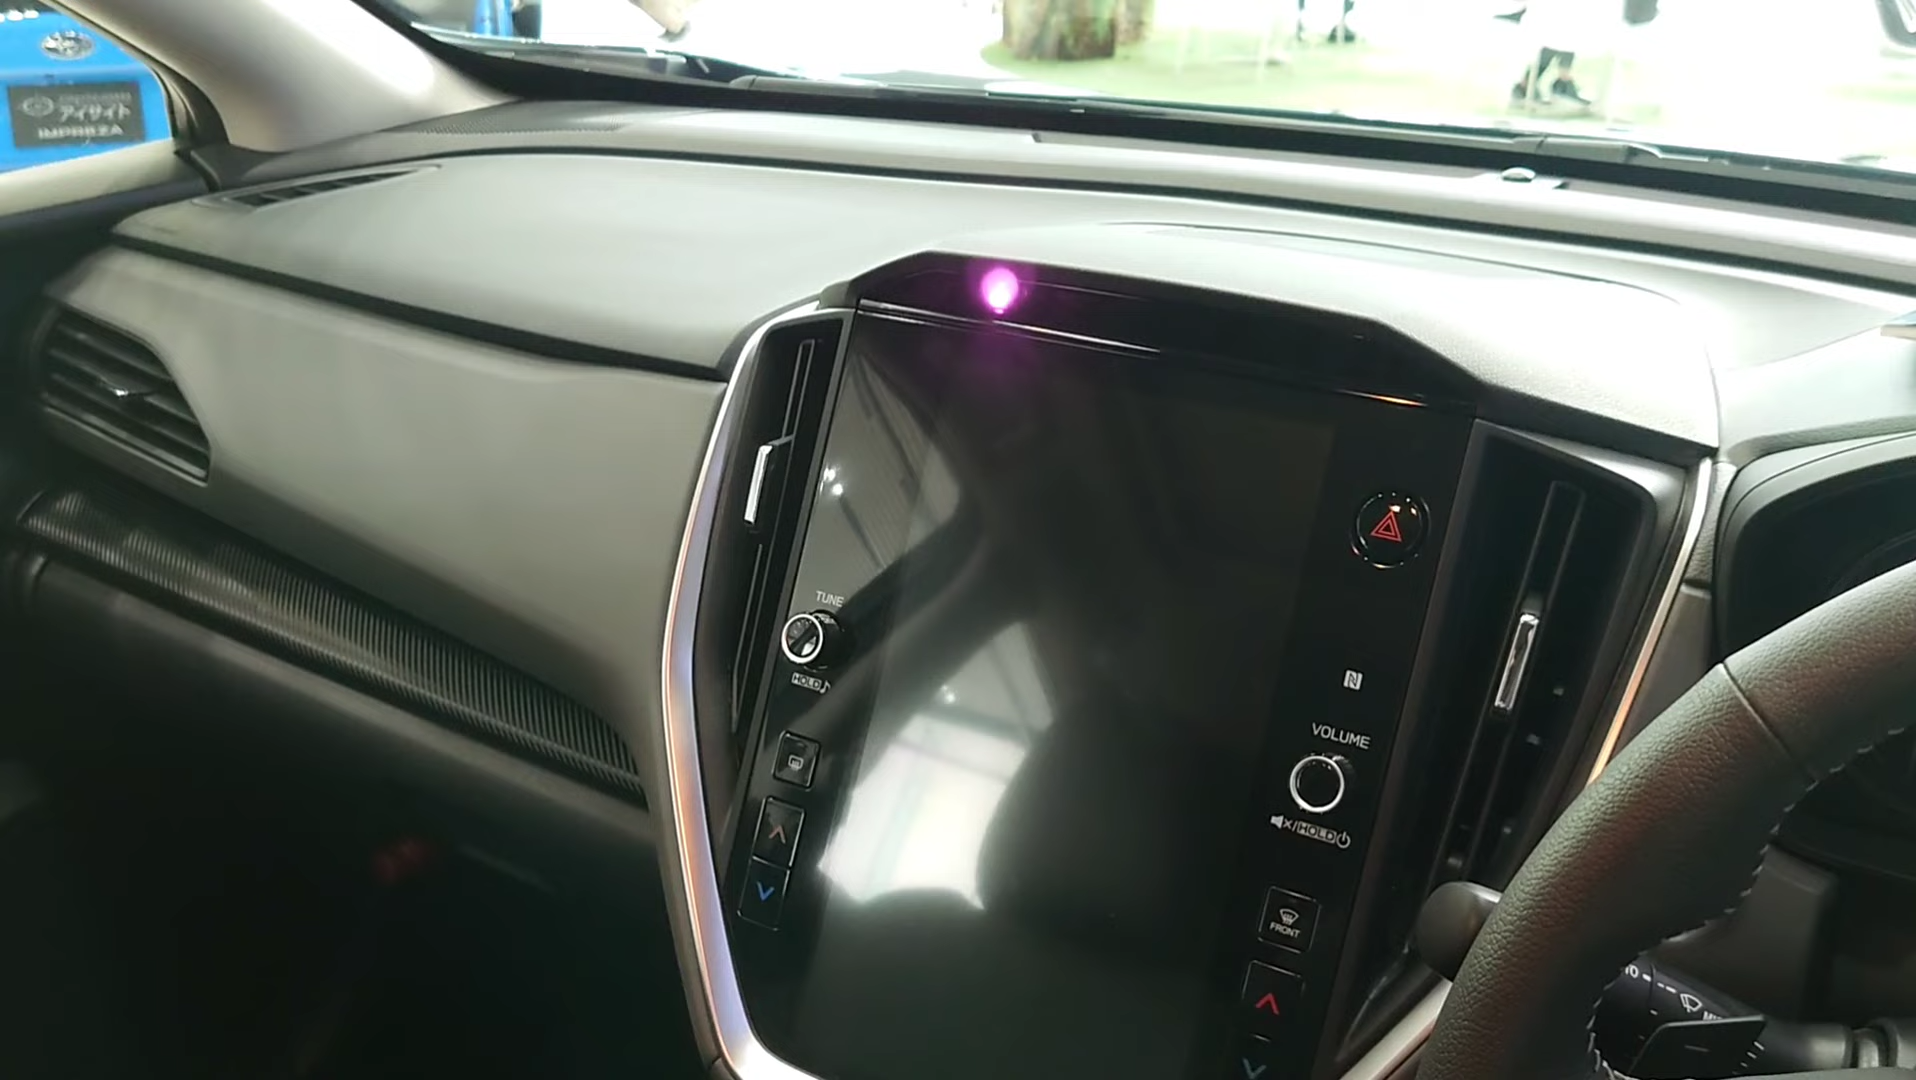 アイサイト
IMPREZA
TUNE
HOLD
VOLUME
HOLD
FRONT